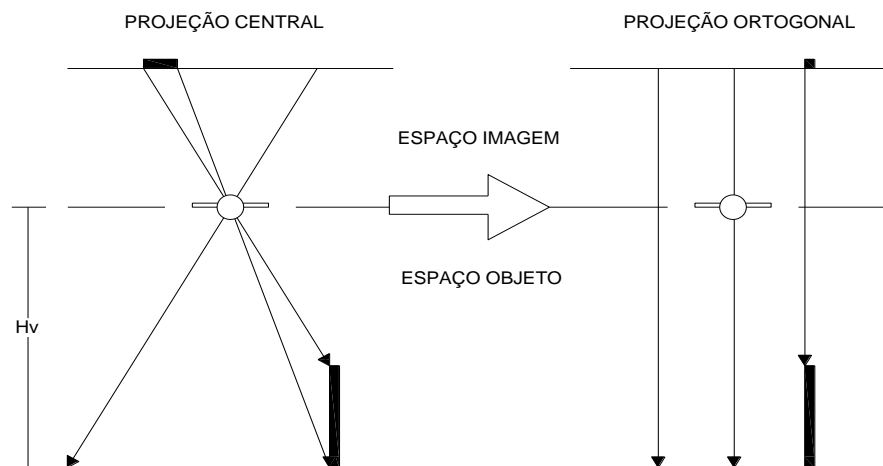 PROJEÇÃO CENTRAL
PROJEÇÃO ORTOGONAL
ESPAÇO IMAGEM
ESPAÇO OBJETO
Hv